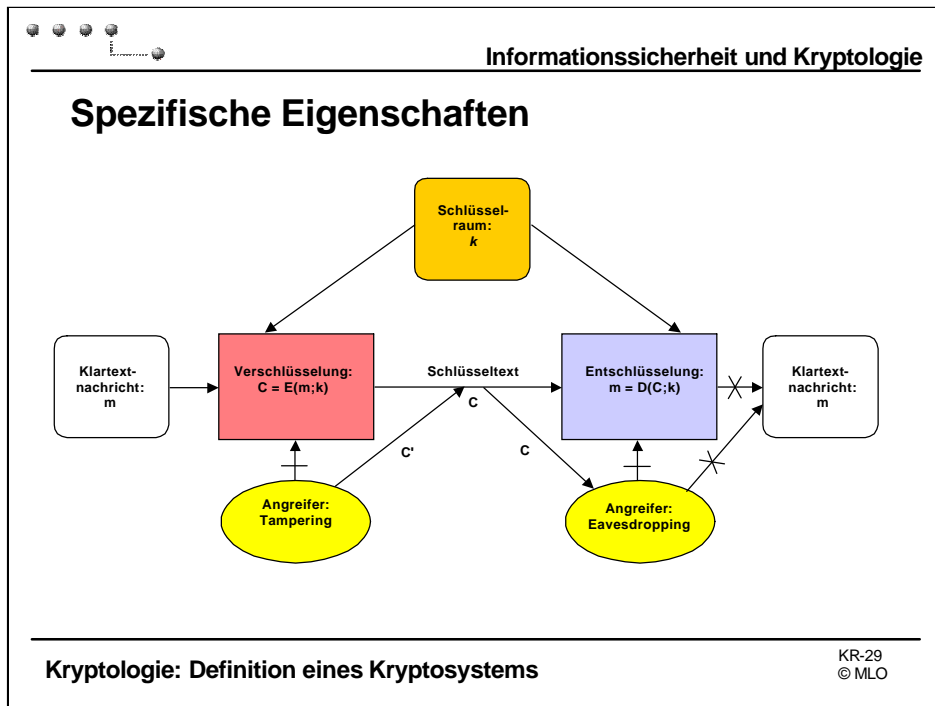 Informationssicherheit und Kryptologie
Spezifische Eigenschaften
Schlüssel-
raum:
k
Klartext-
nachricht:
m
Verschlüsselung:
C = E(m;k)
Schlüsseltext
C
Entschlüsselung:
m = D(C;k)
Klartext-
nachricht:
m
C'
C
Angreifer:
Tampering
Angreifer:
Eavesdropping
Kryptologie: Definition eines Kryptosystems
KR-29
© MLO